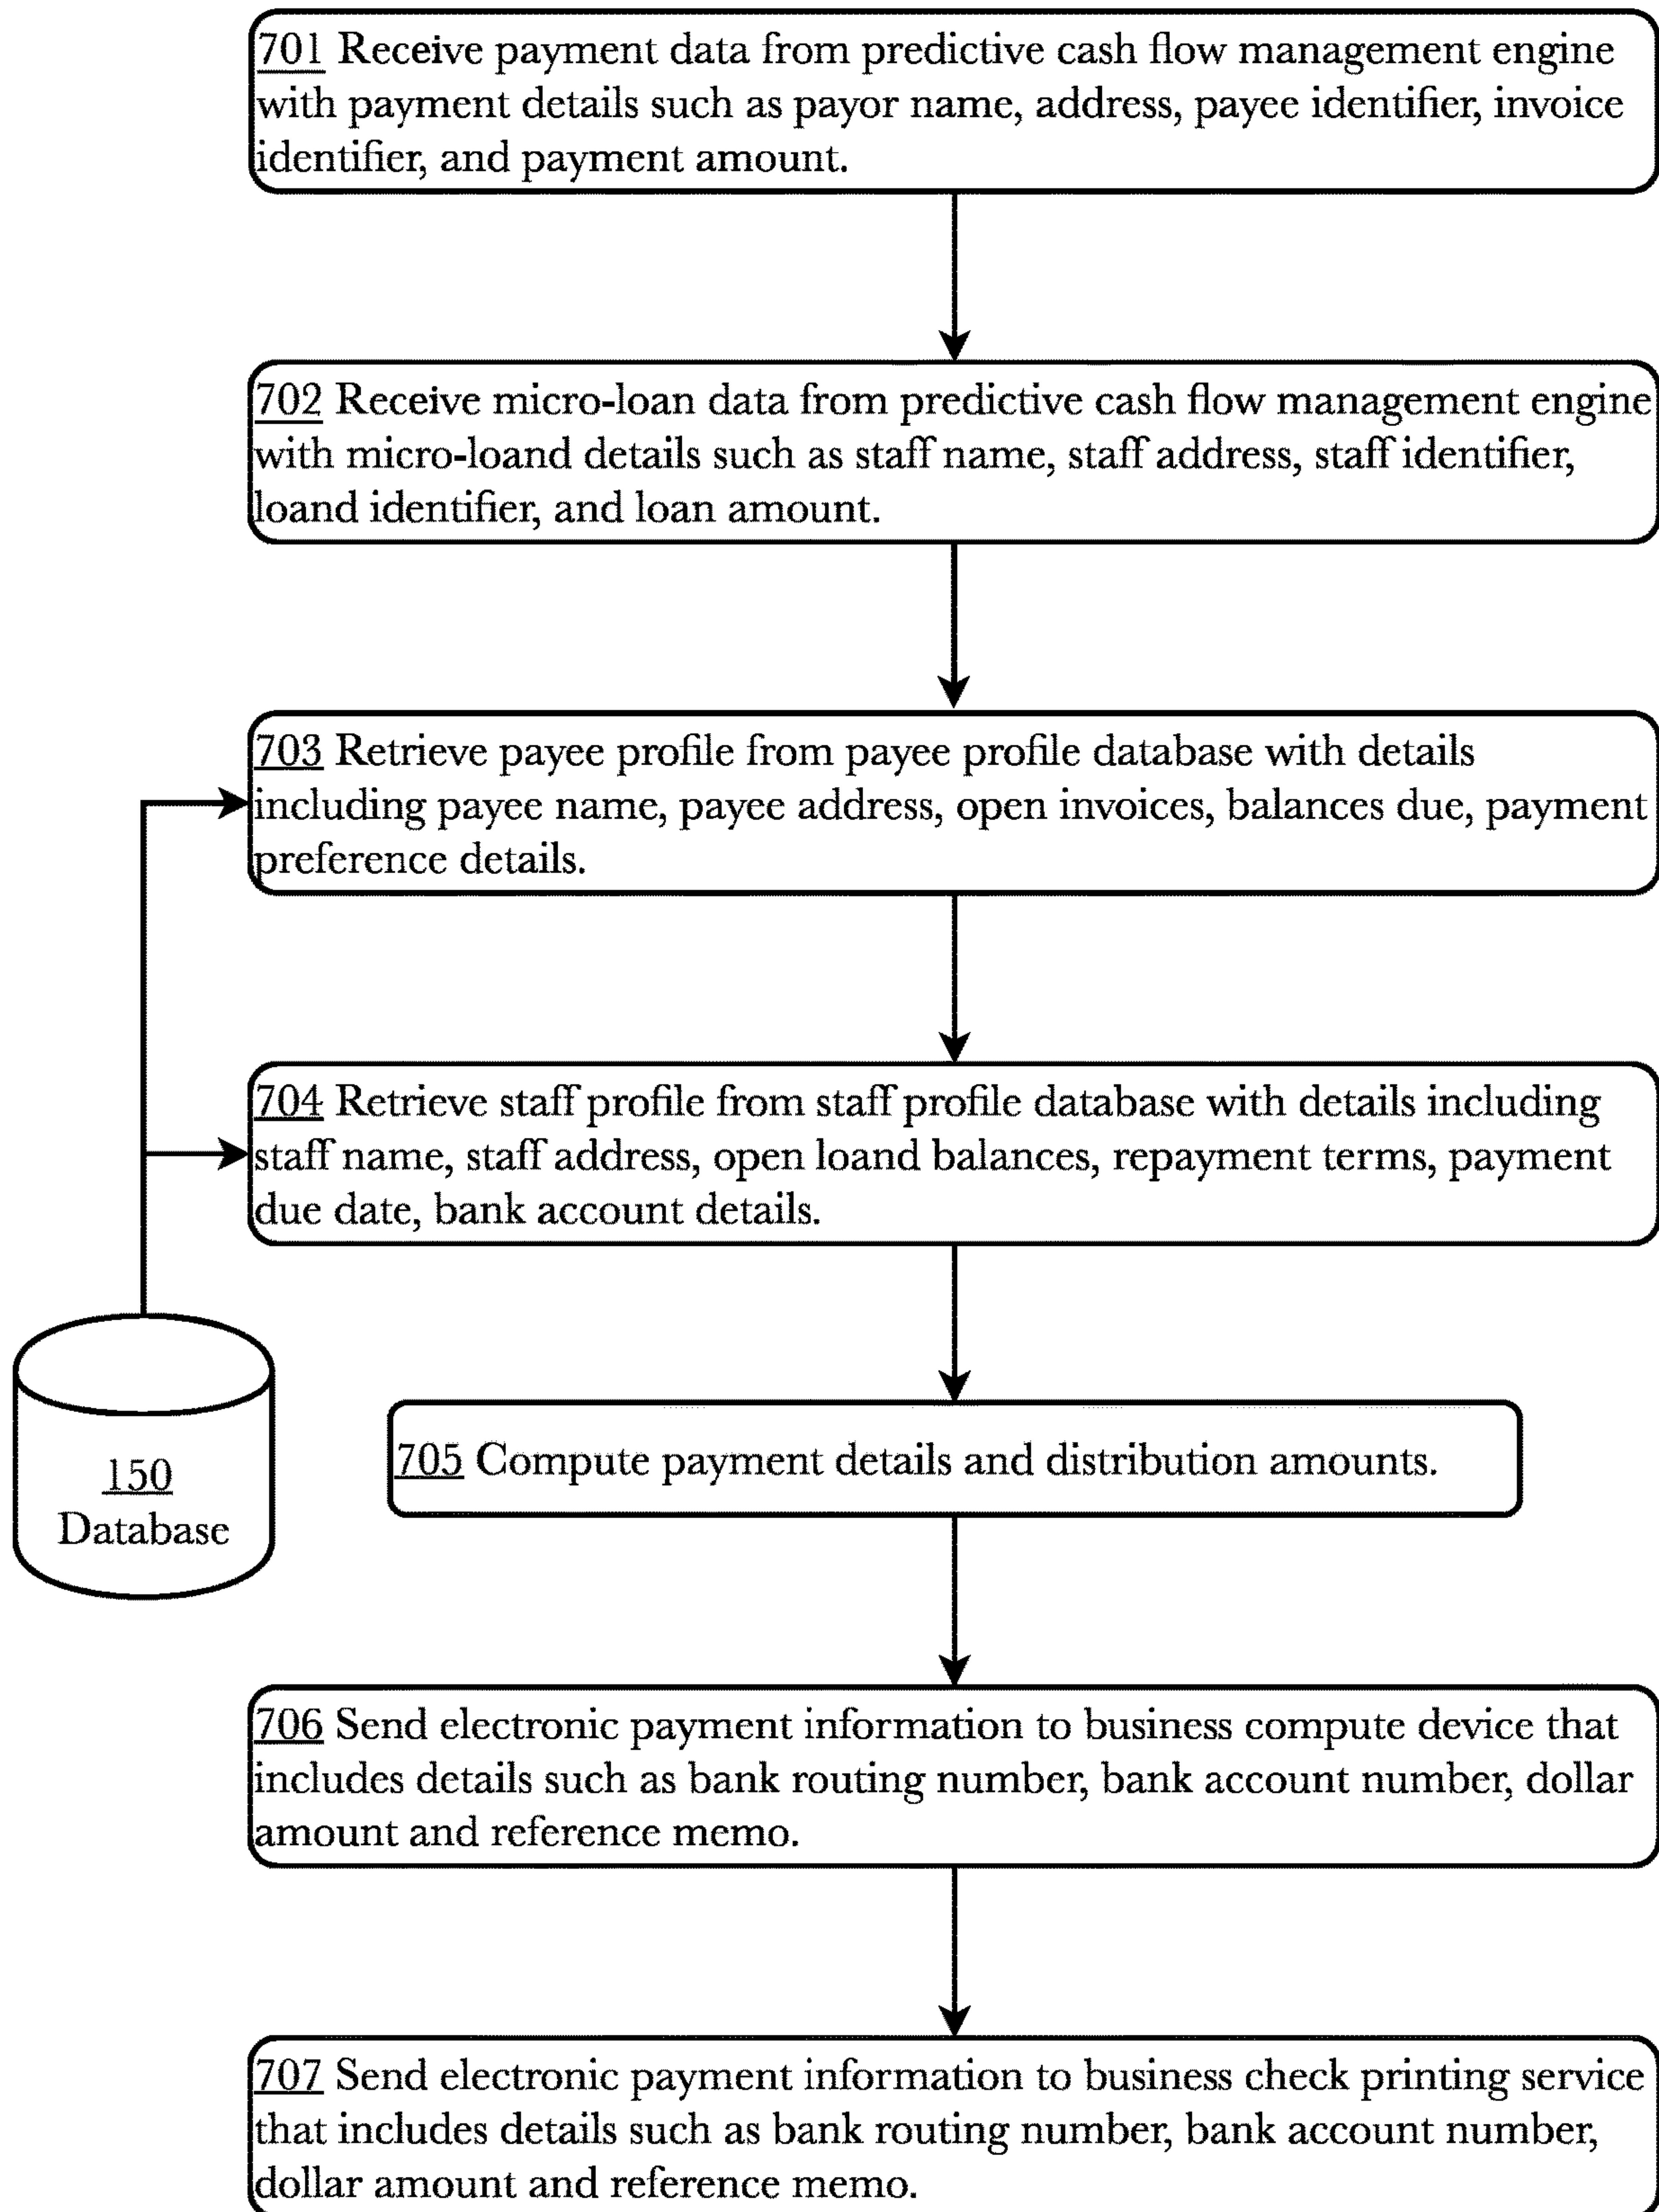 701 Receive payment data from predictive cash flow management engine
with payment details such as payor name, address, payee identifier, invoice
identifier, and payment amount.
702 Receive micro-loan data from predictive cash flow management engine
with micro-loand details such as staff name, staff address, staff identifier,
loand identifier, and loan amount.
703 Retrieve payee profile from payee profile database with details
including payee name, payee address, open invoices, balances due, payment
preference details.
704 Retrieve staff profile from staff profile database with details including
staff name, staff address, open loand balances, repayment terms, payment
due date, bank account details.
150
Database
705 Compute payment details and distribution amounts.
706 Send electronic payment information to business compute device that
includes details such as bank routing number, bank account number, dollar
amount and reference memo.
707 Send electronic payment information to business check printing service
that includes details such as bank routing number, bank account number,
dollar amount and reference memo.